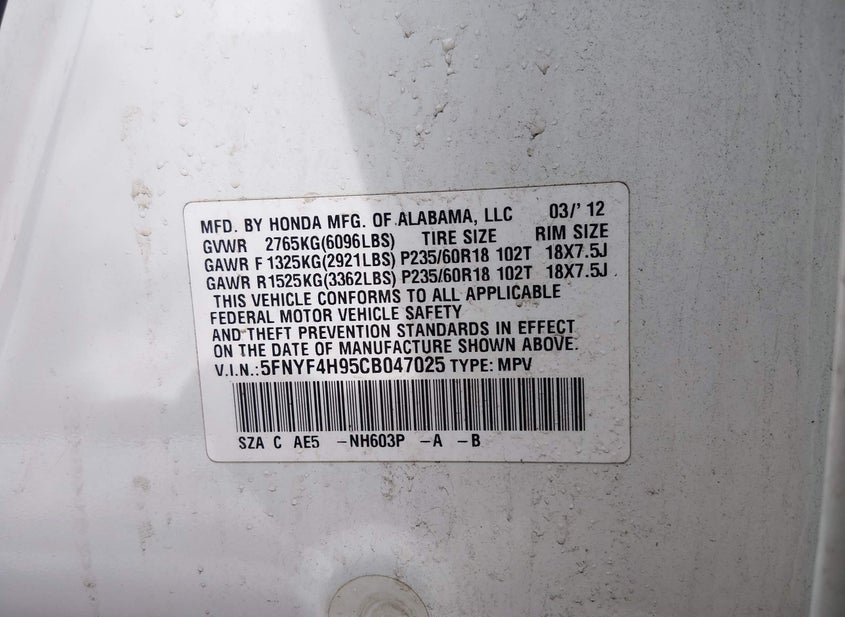 MFD. BY HONDA MFG. OF ALABAMA, LLC 03/'12
GVWR 2765KG(6096LBS) TIRE SIZE RIM SIZE
GAWR F 1325KG(2921LBS) P235/60R18 102T 18X7.5J
GAWR R1525KG(3362LBS) P235/60R18 102T 18X7.5J
THIS VEHICLE CONFORMS TO ALL APPLICABLE
FEDERAL MOTOR VEHICLE SAFETY
AND THEFT PREVENTION STANDARDS IN EFFECT
ON THE DATE OF MANUFACTURE SHOWN ABOVE.
V.I.N.:5FNYF4H95CB047025 TYPE: MPV
SZA C AE5 -NH603P -A -B